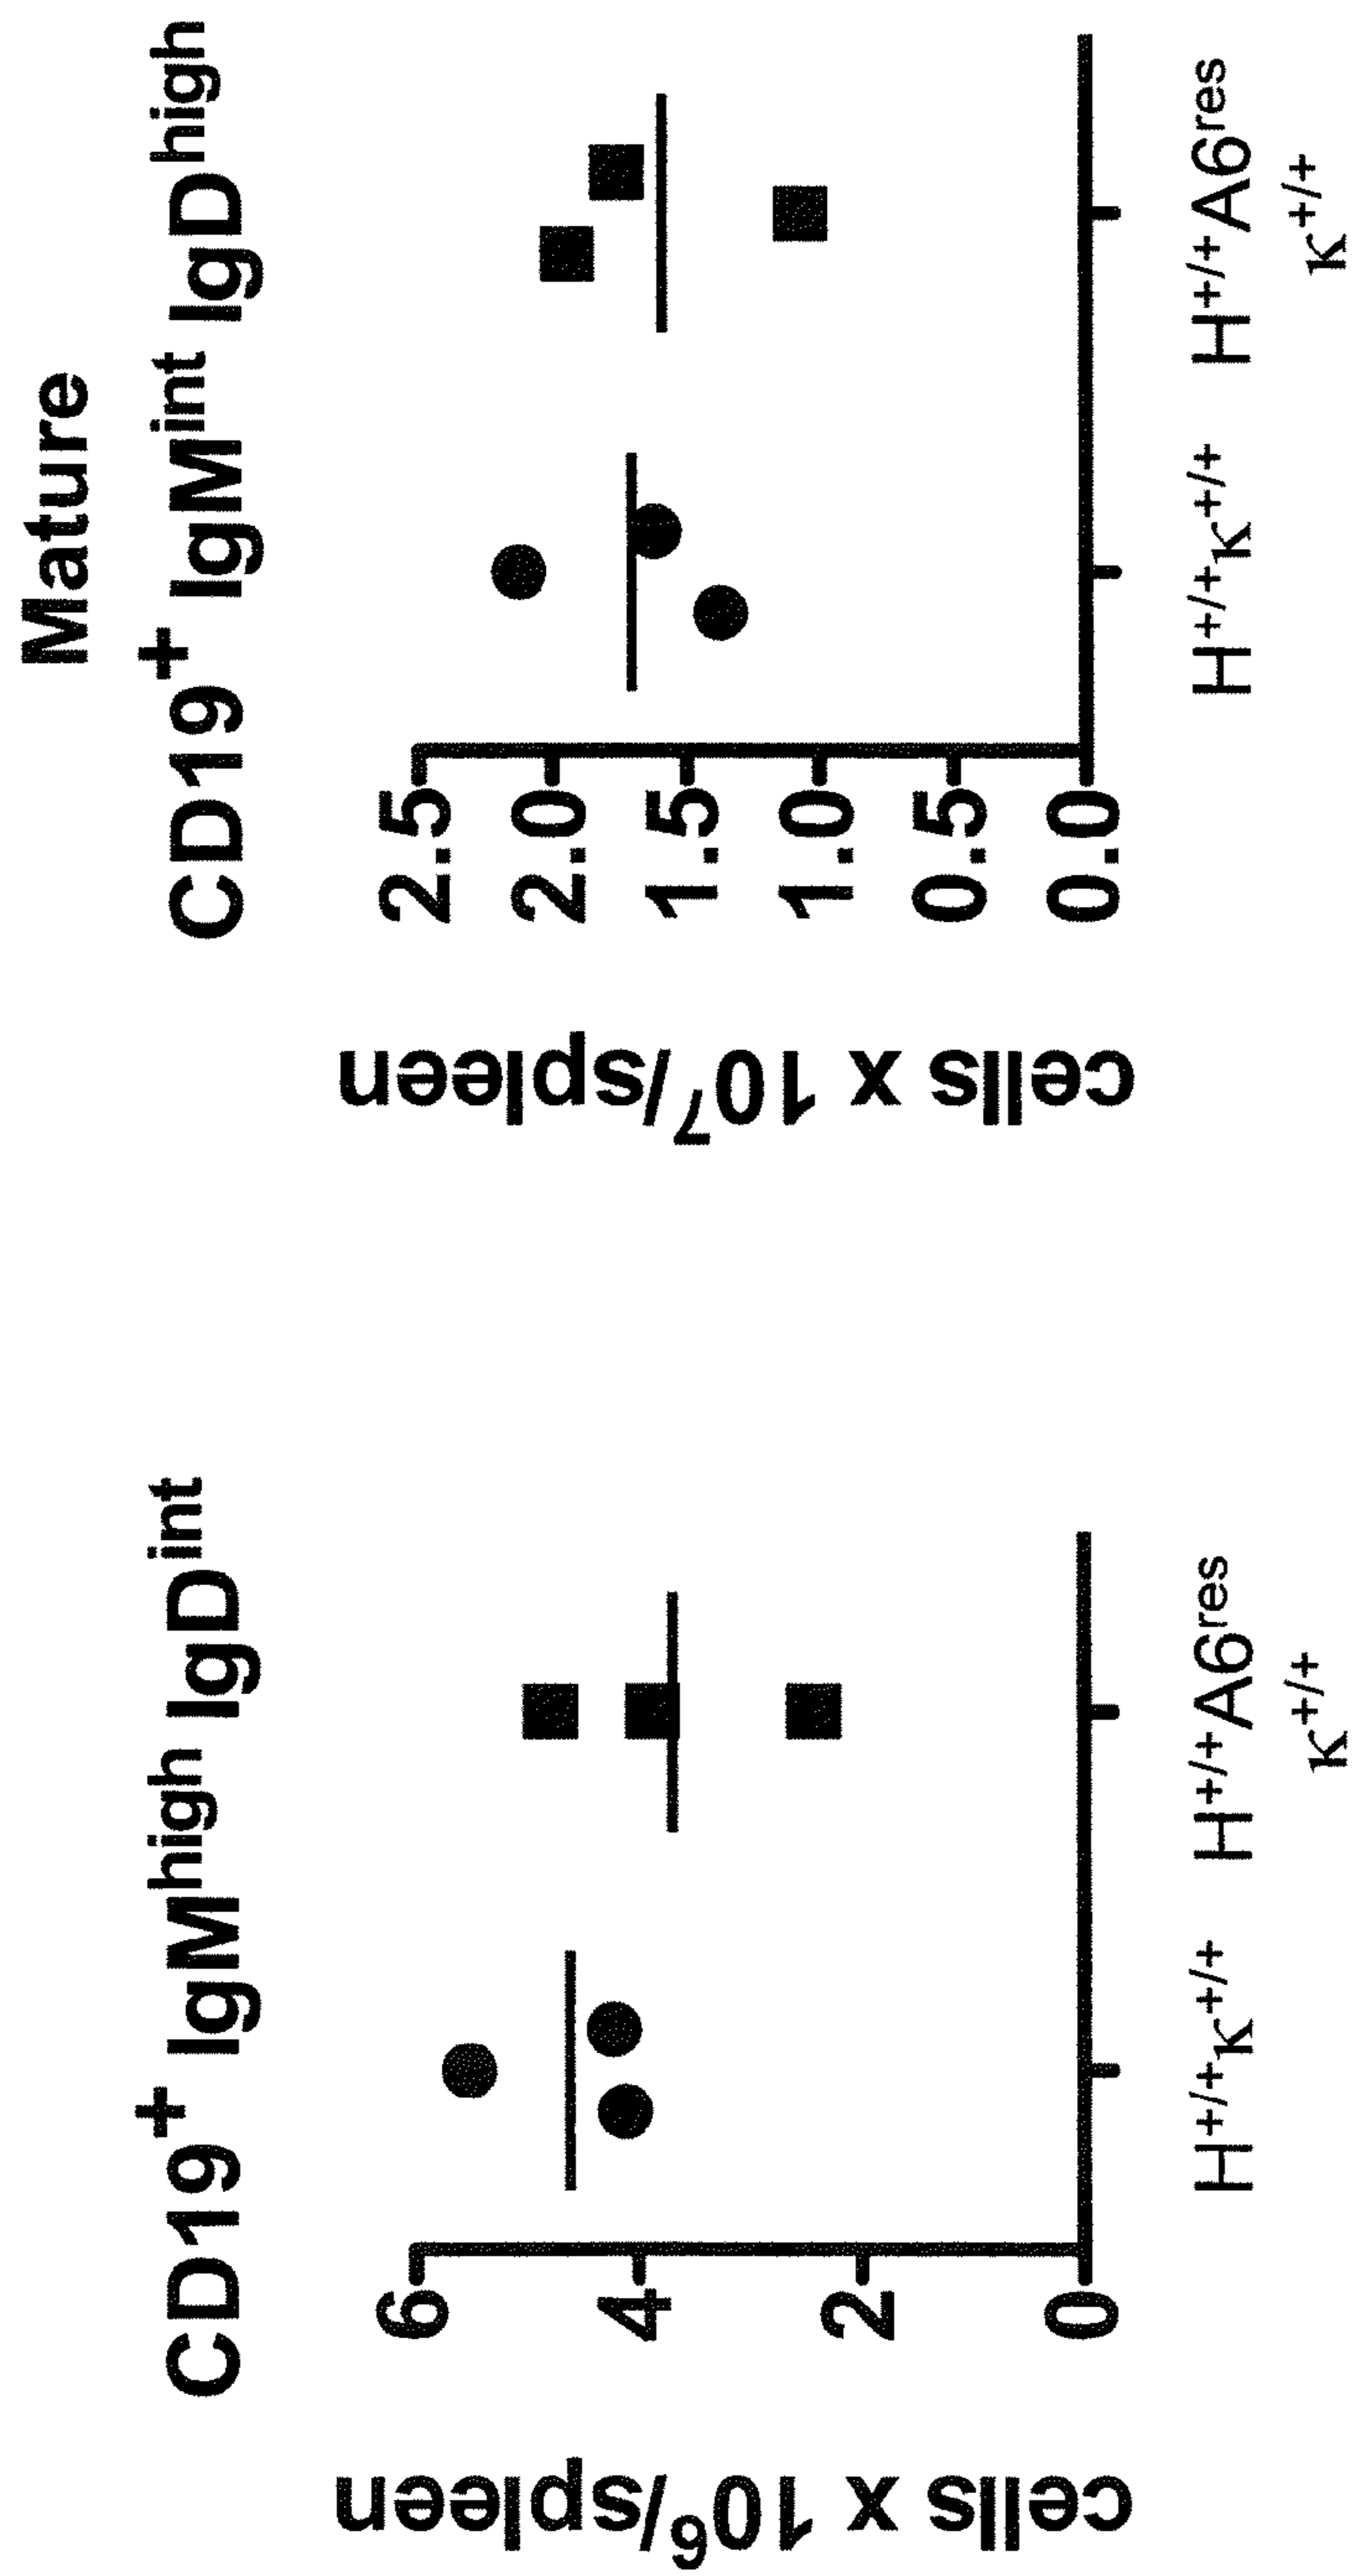 CD19⁺ IgMʰⁱᵍʰ IgDⁱⁿᵗ
cells x 10⁶/spleen
6
4
2
0
H⁺/⁺κ⁺/⁺
H⁺/⁺A6ʳᵉˢ
κ⁺/⁺
Mature
CD19⁺ IgMⁱⁿᵗ IgDʰⁱᵍʰ
cells x 10⁷/spleen
2.5
2.0
1.5
1.0
0.5
0.0
H⁺/⁺κ⁺/⁺
H⁺/⁺A6ʳᵉˢ
κ⁺/⁺